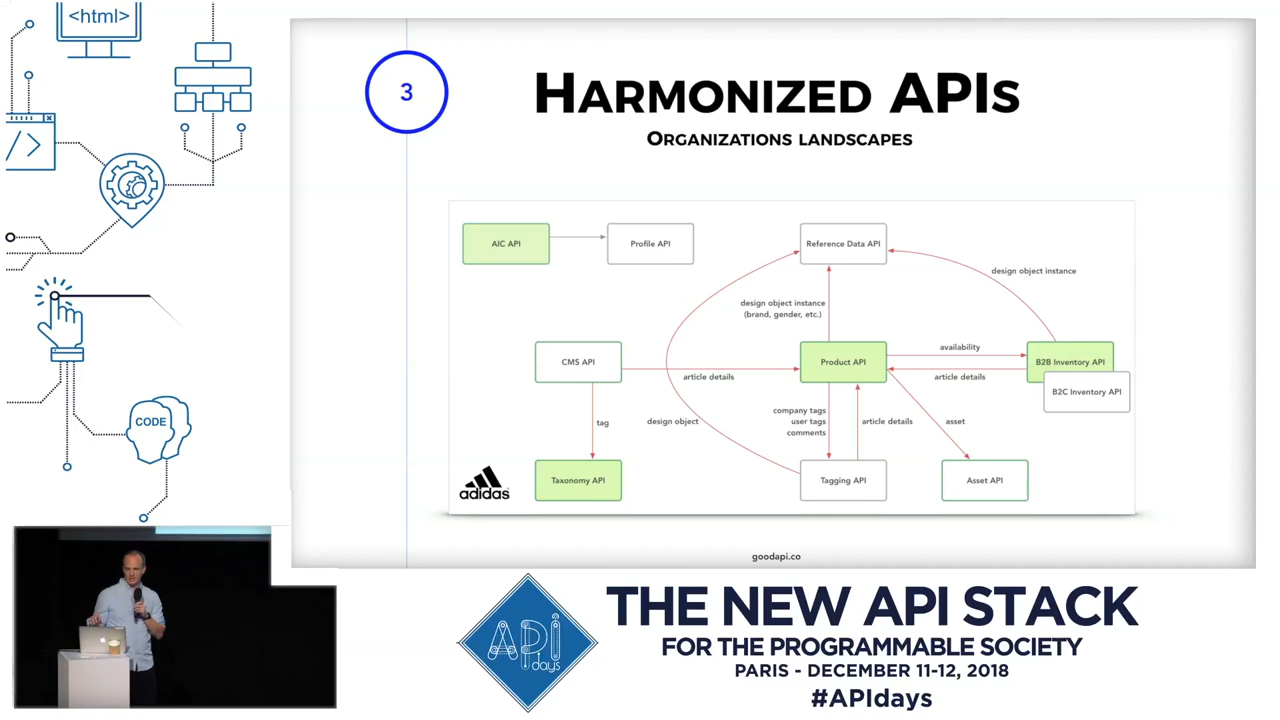 <html>
</>
CODE
3
HARMONIZED APIS
ORGANIZATIONS LANDSCAPES
AIC API
Profile API
Reference Data API
design object instance
design object instance
(brand, gender, etc.)
CMS API
Product API
availability
B2B Inventory API
article details
article details
B2C Inventory API
tag
design object
company tags
user tags
comments
article details
asset
Taxonomy API
Tagging API
Asset API
adidas
goodapi.co
API
days
THE NEW API STACK
FOR THE PROGRAMMABLE SOCIETY
PARIS - DECEMBER 11-12, 2018
#APIdays